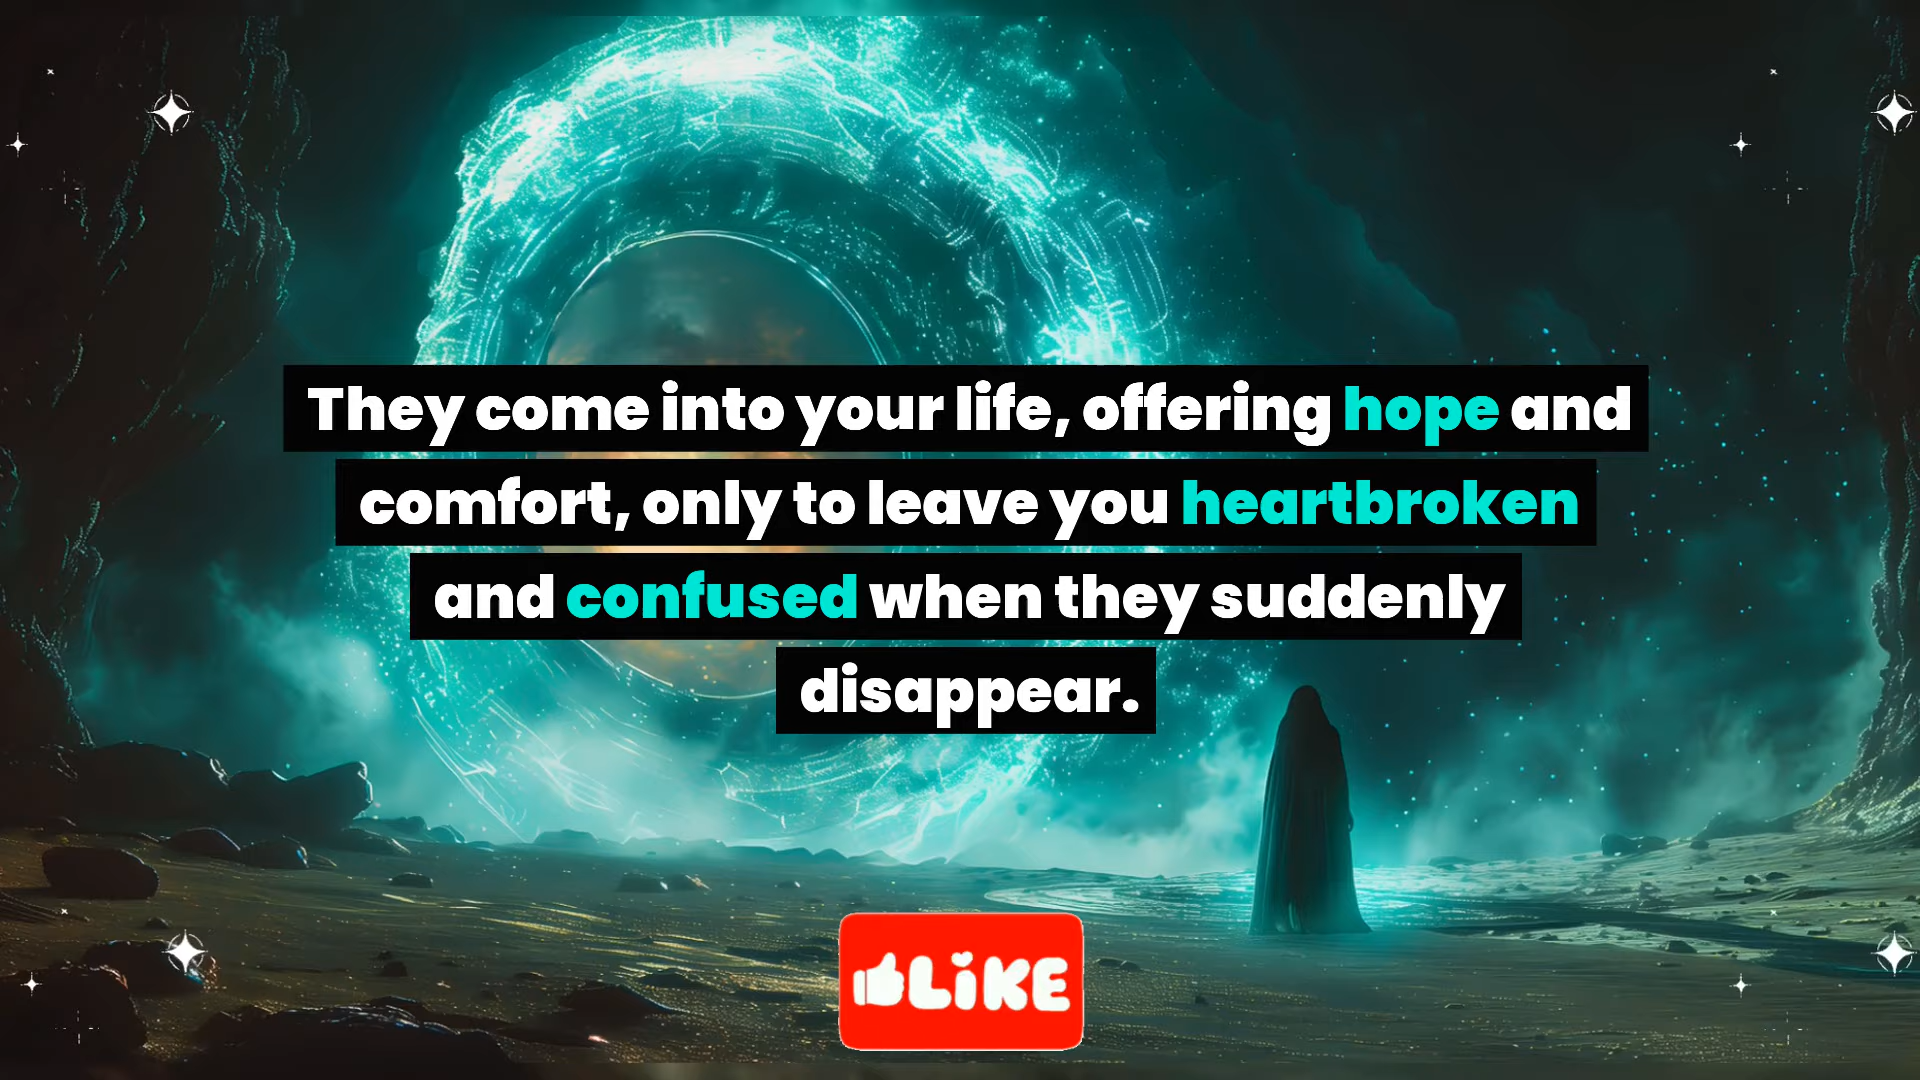 They come into your life, offering hope and
comfort, only to leave you heartbroken
and confused when they suddenly
disappear.
LiKE